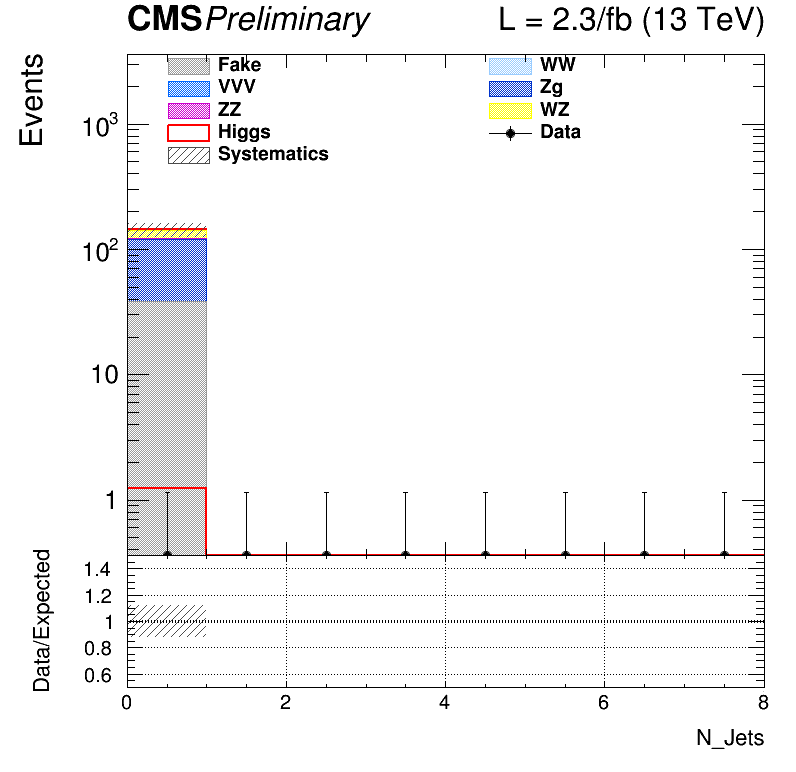 CMS Preliminary L = 2.3/fb (13 TeV)
Events
Fake WW
VVV Zg
ZZ WZ
Higgs Data
Systematics
10³
10²
10
1
Data/Expected
1.4
1.2
1
0.8
0.6
0 2 4 6 8
N_Jets